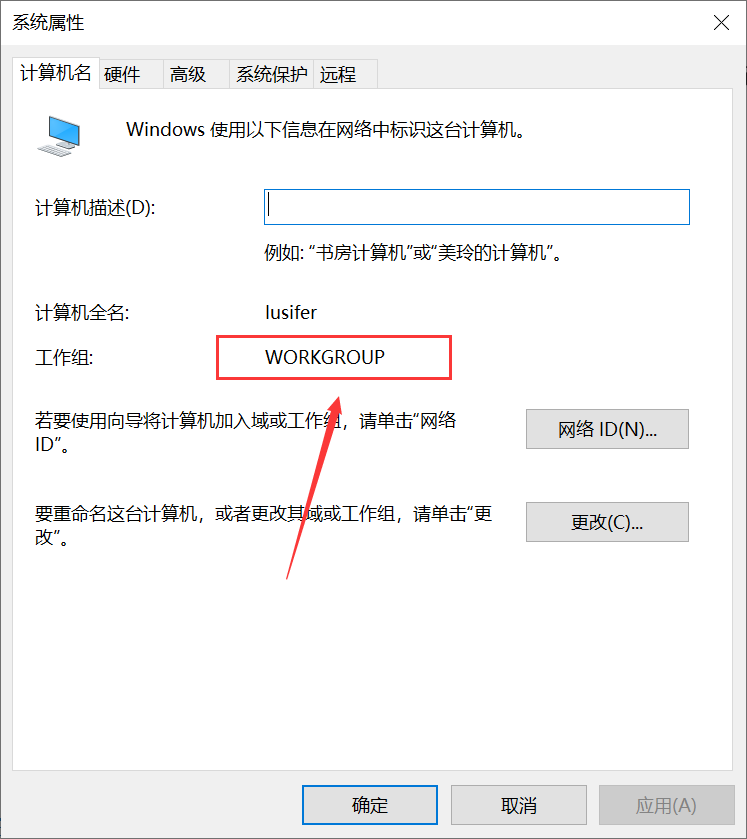 系统属性
计算机名 硬件 高级 系统保护 远程
Windows 使用以下信息在网络中标识这台计算机。
计算机描述(D):
例如: “书房计算机”或“美玲的计算机”。
计算机全名: lusifer
工作组: WORKGROUP
若要使用向导将计算机加入域或工作组，请单击“网络
ID”。
网络 ID(N)...
要重命名这台计算机，或者更改其域或工作组，请单击“更
改”。
更改(C)...
确定 取消 应用(A)